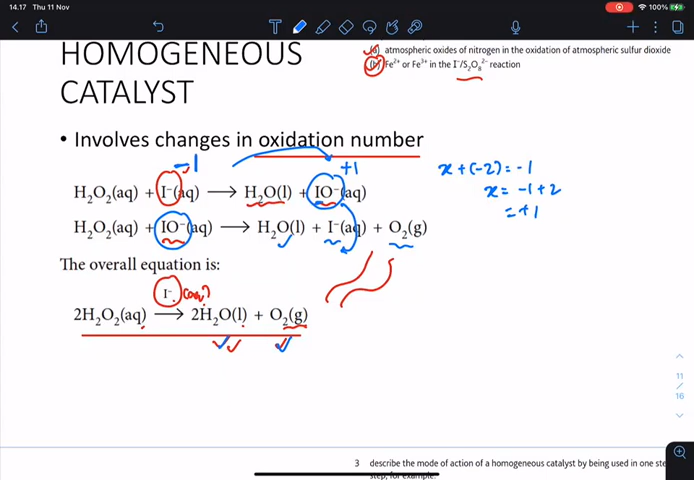 14.17 Thu 11 Nov
100%
HOMOGENEOUS
CATALYST
(a) atmospheric oxides of nitrogen in the oxidation of atmospheric sulfur dioxide
(b) Fe²⁺ or Fe³⁺ in the I⁻/S₂O₈²⁻ reaction
• Involves changes in oxidation number
-1
+1
H₂O₂(aq) + I⁻(aq) ⟶ H₂O(l) + IO⁻(aq)
H₂O₂(aq) + IO⁻(aq) ⟶ H₂O(l) + I⁻(aq) + O₂(g)
x + (-2) = -1
x = -1 + 2
= +1
The overall equation is:
I⁻ (aq)
2H₂O₂(aq) ⟶ 2H₂O(l) + O₂(g)
11
/
16
3 describe the mode of action of a homogeneous catalyst by being used in one ste
step, for example: